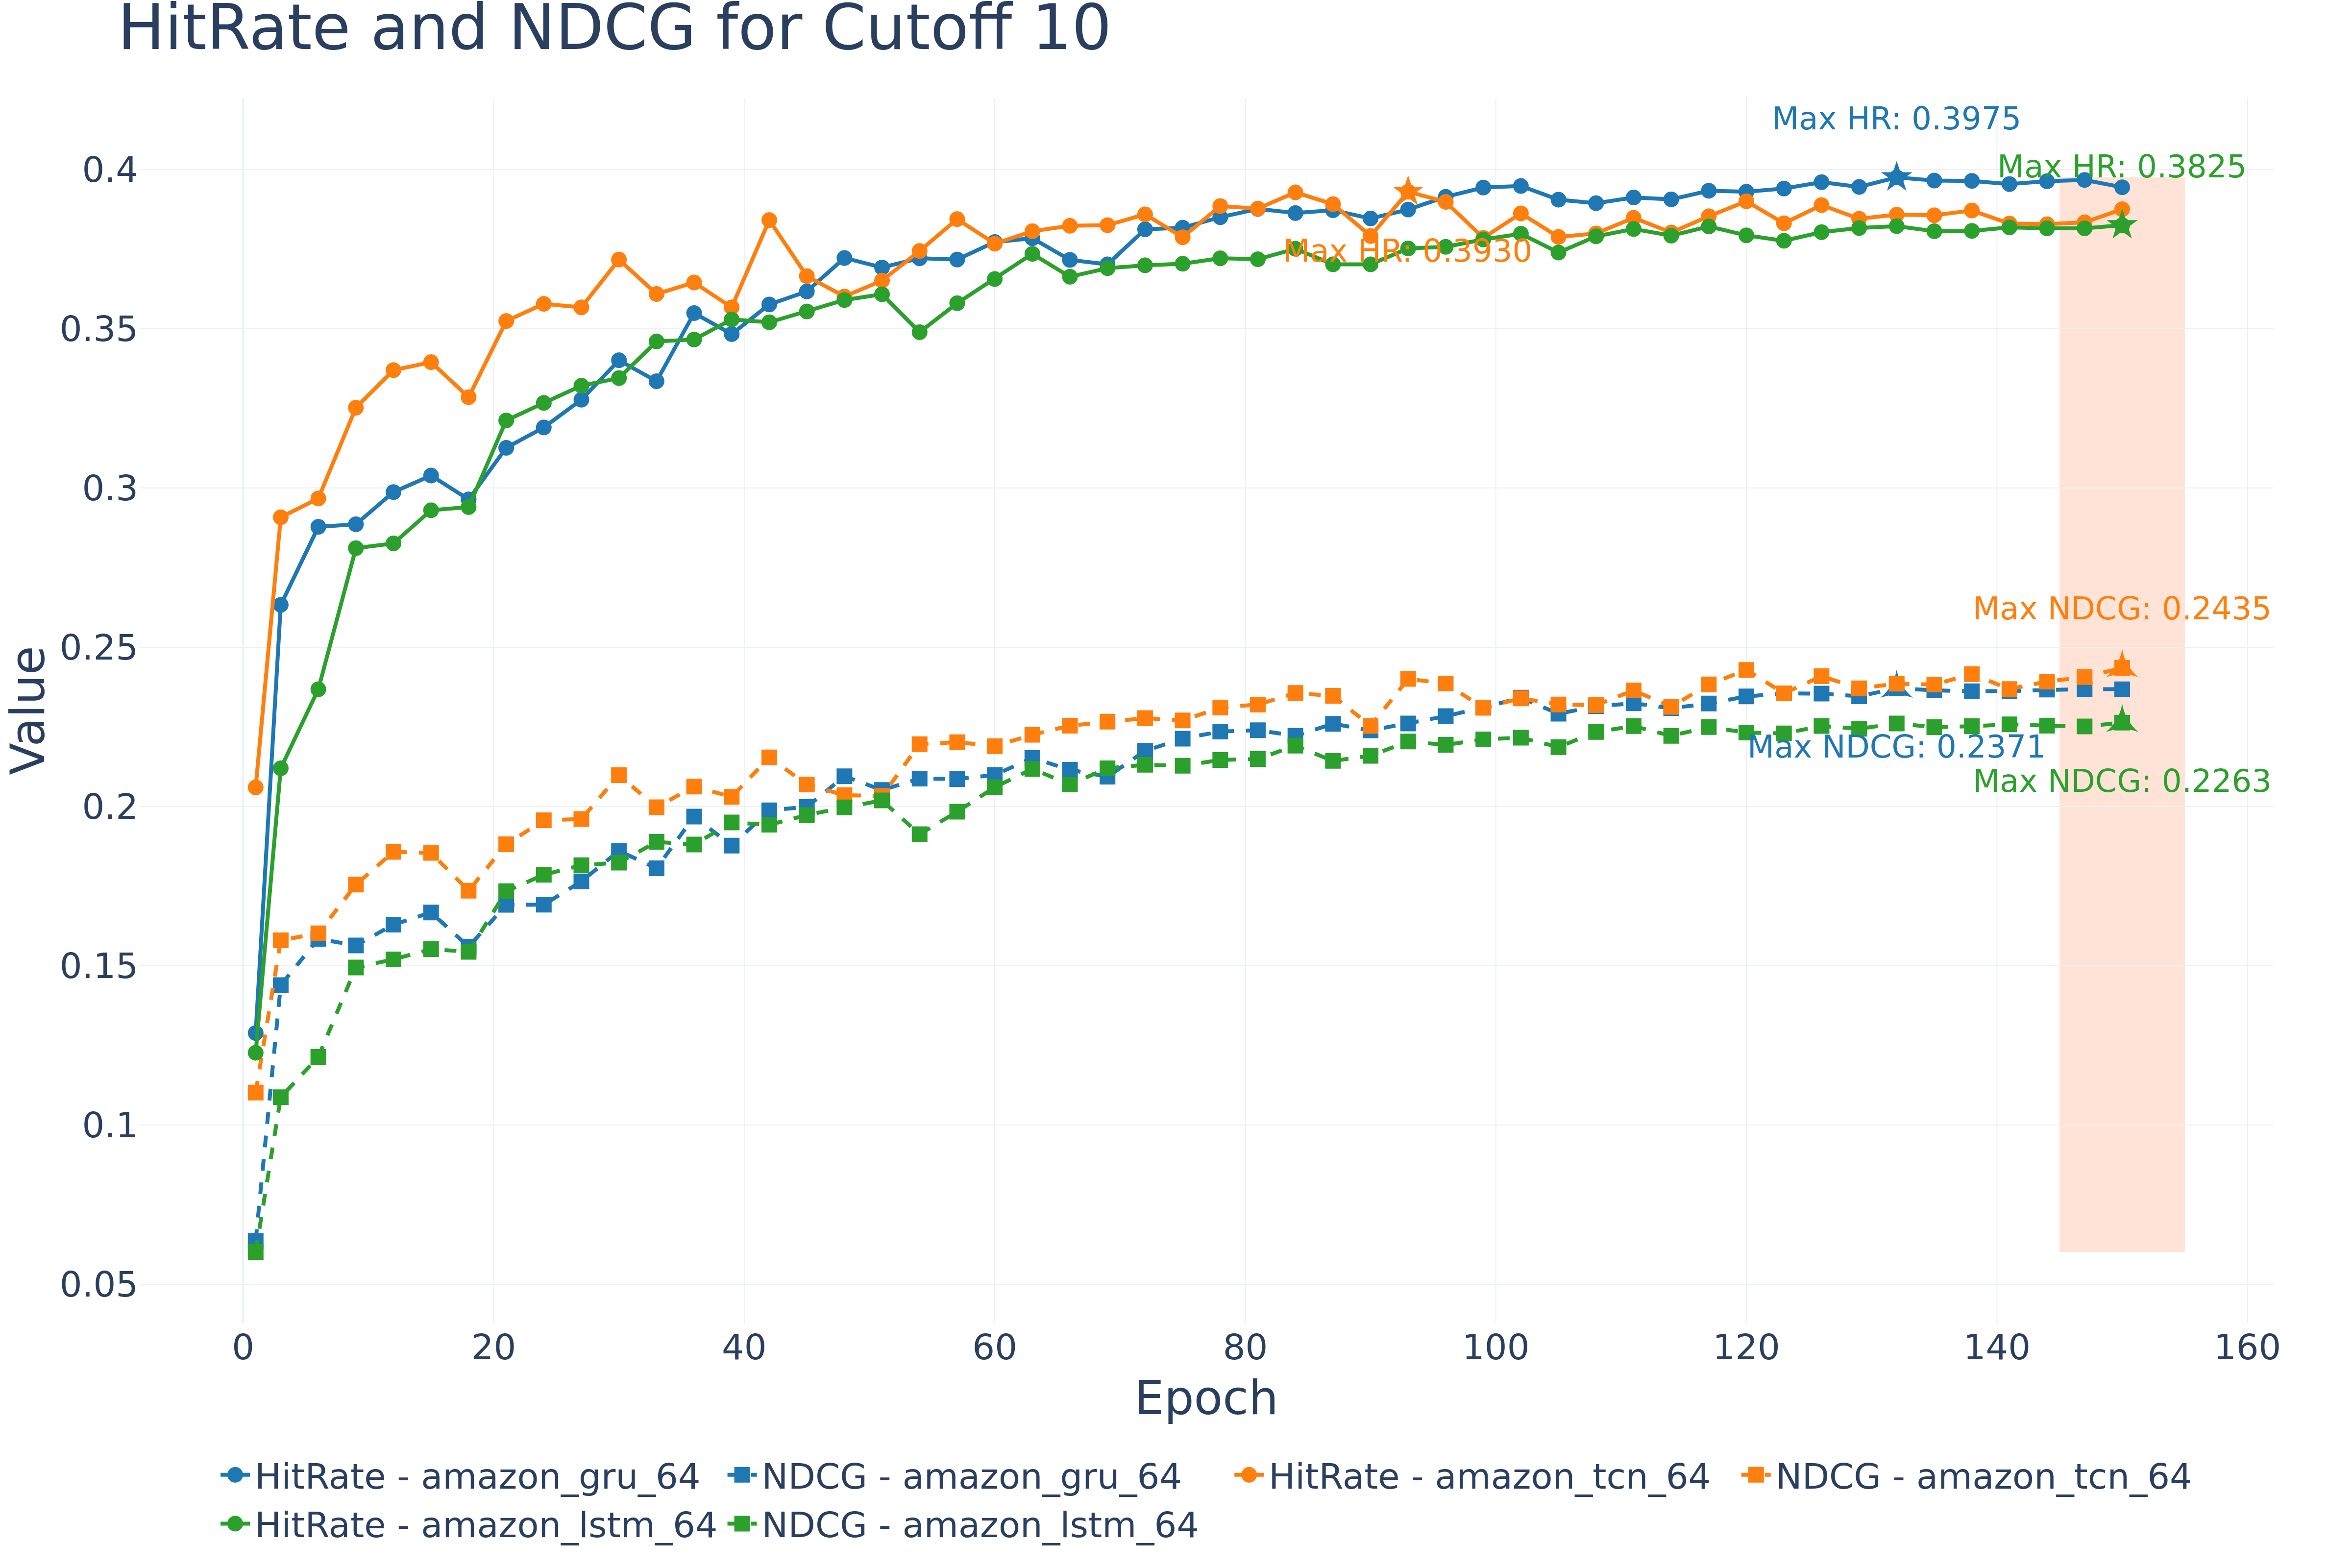 HitRate and NDCG for Cutoff 10
Max HR: 0.3975
Max HR: 0.3825
Max HR: 0.3930
Max NDCG: 0.2435
Max NDCG: 0.2371
Max NDCG: 0.2263
Value
0.4
0.35
0.3
0.25
0.2
0.15
0.1
0.05
0 20 40 60 80 100 120 140 160
Epoch
HitRate - amazon_gru_64 NDCG - amazon_gru_64 HitRate - amazon_tcn_64 NDCG - amazon_tcn_64
HitRate - amazon_lstm_64 NDCG - amazon_lstm_64